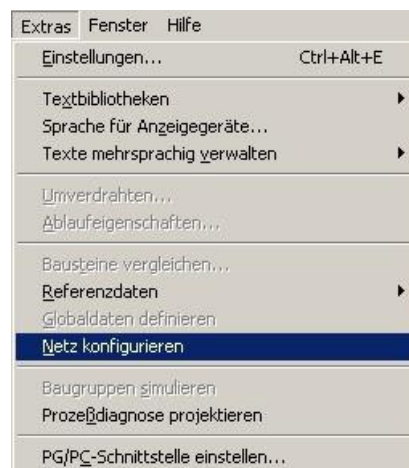 Extras Fenster Hilfe
Einstellungen... Ctrl+Alt+E
Textbibliotheken
Sprache für Anzeigegeräte...
Texte mehrsprachig verwalten
Umverdrahten...
Ablaufeigenschaften...
Bausteine vergleichen...
Referenzdaten
Globaldaten definieren
Netz konfigurieren
Baugruppen simulieren
Prozeßdiagnose projektieren
PG/PC-Schnittstelle einstellen...